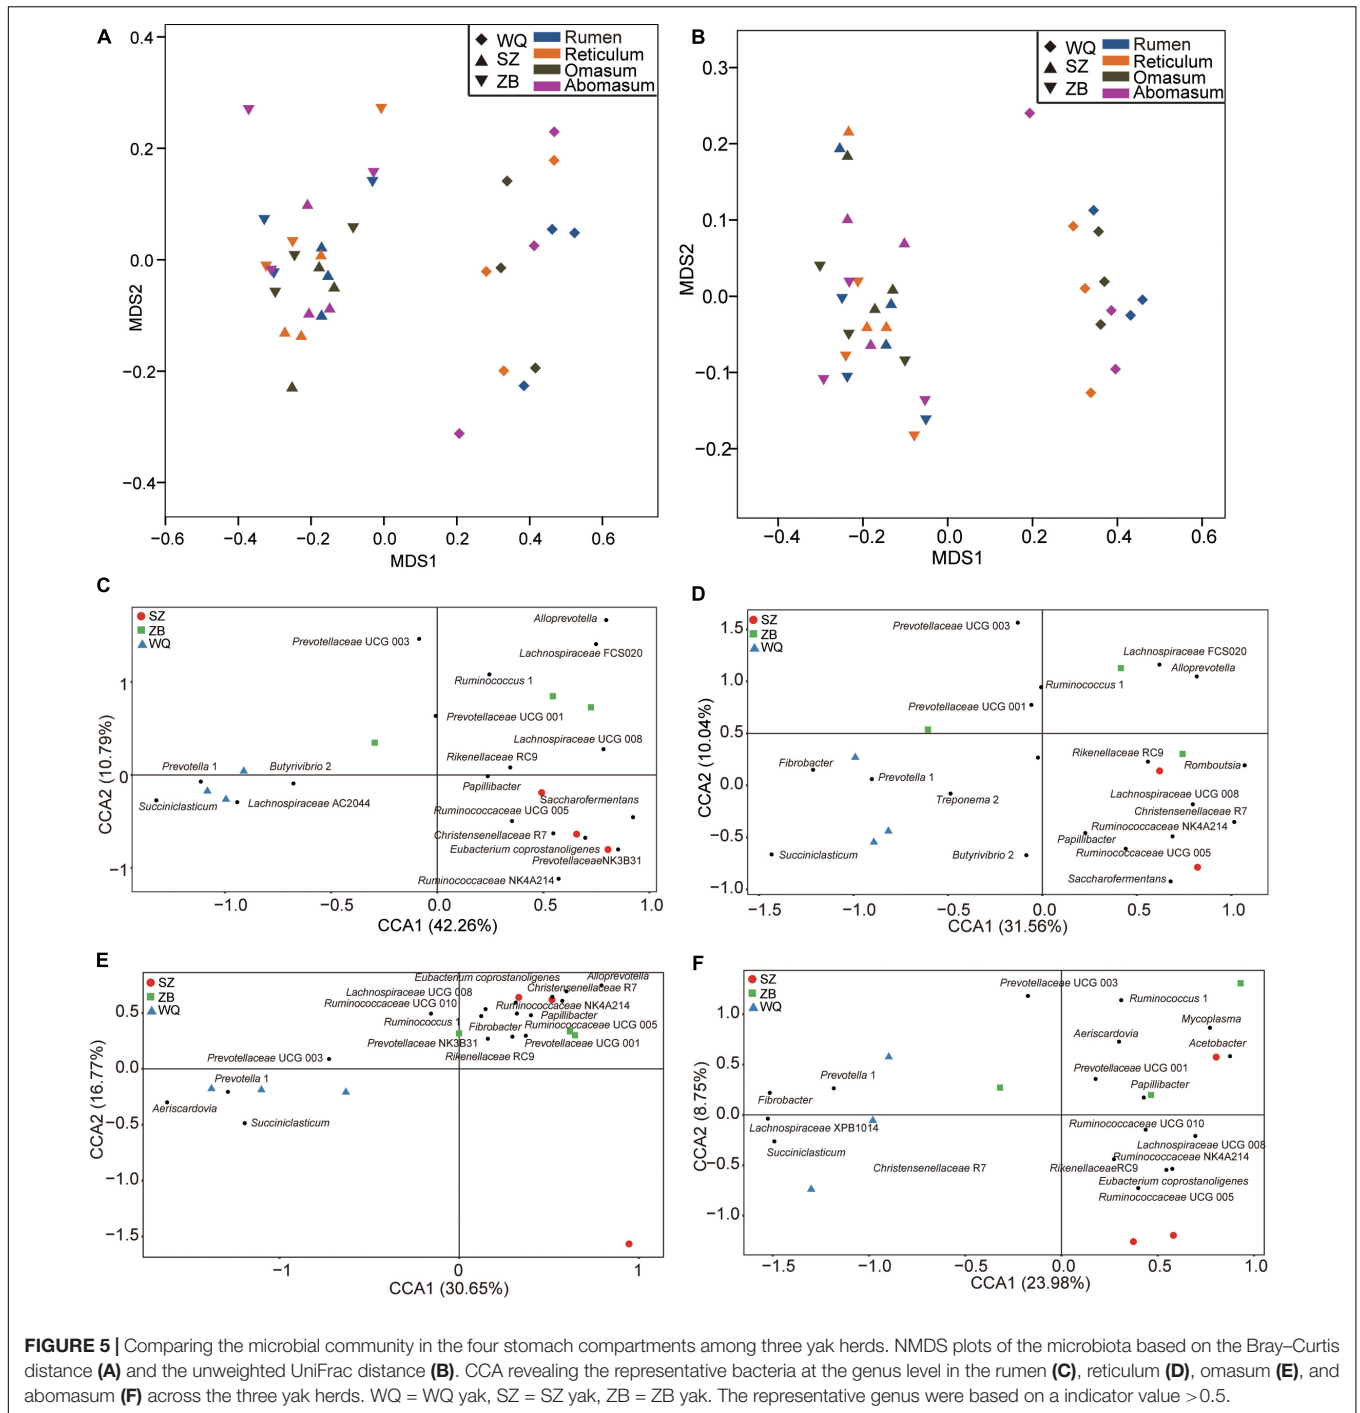 A
0.4
0.2
0.0
−0.2
−0.4
MDS2
−0.6
−0.4
−0.2
0.0
0.2
0.4
0.6
MDS1
WQ
SZ
ZB
Rumen
Reticulum
Omasum
Abomasum
B
0.3
0.2
0.1
0.0
−0.1
−0.2
MDS2
−0.4
−0.2
0.0
0.2
0.4
0.6
MDS1
WQ
SZ
ZB
Rumen
Reticulum
Omasum
Abomasum
C
SZ
ZB
WQ
Alloprevotella
Prevotellaceae UCG 003
Lachnospiraceae FCS020
Ruminococcus 1
Prevotellaceae UCG 001
Lachnospiraceae UCG 008
Rikenellaceae RC9
Prevotella 1
Butyrivibrio 2
Papillibacter
Succiniclasticum
Lachnospiraceae AC2044
Saccharofermentans
Ruminococcaceae UCG 005
Christensenellaceae R7
Eubacterium coprostanoligenes
PrevotellaceaeNK3B31
Ruminococcaceae NK4A214
1
0
−1
CCA2 (10.79%)
−1.0
−0.5
0.0
0.5
1.0
CCA1 (42.26%)
D
SZ
ZB
WQ
Prevotellaceae UCG 003
Lachnospiraceae FCS020
Alloprevotella
Ruminococcus 1
Prevotellaceae UCG 001
Rikenellaceae RC9
Romboutsia
Fibrobacter
Prevotella 1
Treponema 2
Lachnospiraceae UCG 008
Christensenellaceae R7
Ruminococcaceae NK4A214
Papillibacter
Ruminococcaceae UCG 005
Succiniclasticum
Butyrivibrio 2
Saccharofermentans
1.5
1.0
0.5
0.0
−0.5
−1.0
CCA2 (10.04%)
−1.5
−1.0
−0.5
0.0
0.5
1.0
CCA1 (31.56%)
E
SZ
ZB
WQ
Eubacterium coprostanoligenes
Alloprevotella
Christensenellaceae R7
Lachnospiraceae UCG 008
Ruminococcaceae UCG 010
Ruminococcaceae NK4A214
Papillibacter
Ruminococcus 1
Fibrobacter
Ruminococcaceae UCG 005
Prevotellaceae NK3B31
Prevotellaceae UCG 001
Rikenellaceae RC9
Prevotellaceae UCG 003
Prevotella 1
Aeriscardovia
Succiniclasticum
0.5
0.0
−0.5
−1.0
−1.5
CCA2 (16.77%)
−1
0
1
CCA1 (30.65%)
F
SZ
ZB
WQ
Prevotellaceae UCG 003
Ruminococcus 1
Mycoplasma
Aeriscardovia
Acetobacter
Prevotellaceae UCG 001
Prevotella 1
Papillibacter
Fibrobacter
Lachnospiraceae XPB1014
Ruminococcaceae UCG 010
Succiniclasticum
Lachnospiraceae UCG 008
Ruminococcaceae NK4A214
Christensenellaceae R7
RikenellaceaeRC9
Eubacterium coprostanoligenes
Ruminococcaceae UCG 005
1.0
0.5
0.0
−0.5
−1.0
CCA2 (8.75%)
−1.5
−1.0
−0.5
0.0
0.5
1.0
CCA1 (23.98%)
FIGURE 5 | Comparing the microbial community in the four stomach compartments among three yak herds. NMDS plots of the microbiota based on the Bray–Curtis
distance (A) and the unweighted UniFrac distance (B). CCA revealing the representative bacteria at the genus level in the rumen (C), reticulum (D), omasum (E), and
abomasum (F) across the three yak herds. WQ = WQ yak, SZ = SZ yak, ZB = ZB yak. The representative genus were based on a indicator value >0.5.